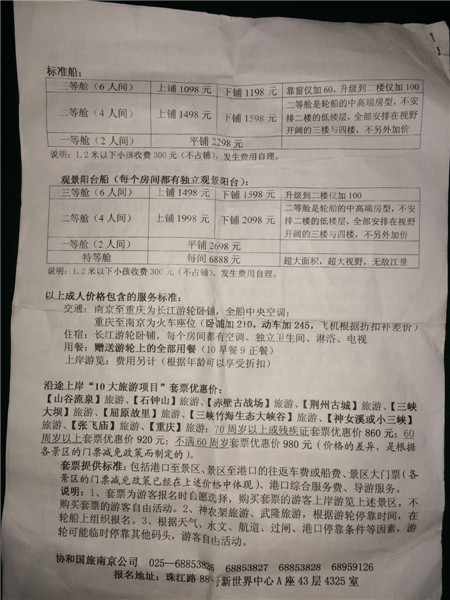 标准船：
三等舱（6 人间） 上铺 1098 元 下铺 1198 元 靠窗仅加 60，升级到二楼仅加 100
二等舱（4 人间） 上铺 1498 元 下铺 1598 元 二等舱是轮船的中高端房型，不安排二楼的低楼层，全部安排在视野开阔的三楼与四楼，不另外加价
一等舱（2 人间） 平铺 2298 元
说明：1.2 米以下小孩收费 300 元（不占铺），发生费用自理。
观景阳台船（每个房间都有独立观景阳台）：
三等舱（6 人间） 上铺 1498 元 下铺 1598 元 升级到二楼仅加 100
二等舱（4 人间） 上铺 1998 元 下铺 2098 元 二等舱是轮船的中高端房型，不安排二楼的低楼层，全部安排在视野开阔的三楼与四楼，不另外加价
一等舱（2 人间） 平铺 2698 元
特等舱 每间 6888 元 超大面积，超大视野，无敌江景
说明：1.2 米以下小孩收费 300 元（不占铺），发生费用自理。
以上成人价格包含的服务标准：
交通：南京至重庆为长江游轮卧铺，全船中央空调；
重庆至南京为火车座位（卧铺加 210，动车加 245，飞机根据折扣补差价）
住宿：长江游轮卧铺，每个房间都有空调、独立卫生间、淋浴、电视
用餐：赠送游轮上的全部用餐（10 早餐 9 正餐）
上岸游览：费用另计（根据年龄可以享受折扣）
沿途上岸“10 大旅游项目”套票优惠价：
【山谷流泉】旅游、【石钟山】旅游、【赤壁古战场】旅游、【荆州古城】旅游、【三峡
大坝】旅游、【屈原故里】旅游、【三峡竹海生态大峡谷】旅游、【神女溪或小三峡】
旅游、【张飞庙】旅游、【重庆】旅游；70 周岁以上或残疾证套票优惠价 860 元；60
周岁以上套票优惠价 920 元；不满 60 周岁套票优惠价 980 元（价格的差异，是根据
各景区的门票减免政策而制定的）。
套票提供标准：包括港口至景区、景区至港口的往返车费或船费、景区大门票（各
景区的门票减免政策已经在上述价格中体现）、港口综合服务费、导游服务。
说明：1、套票为游客报名时自愿选择，购买套票的游客上岸游览上述景区，不
购买套票的游客自由活动。2、神农架旅游、武隆旅游，根据游轮停靠时间，在
轮船上组织报名。3、根据天气、水文、航道、过闸、港口停靠条件等因素，游
轮可能临时停靠其他码头，游客自由活动。
协和国旅南京公司 025—68853826 68853827 68853828 68959126
报名地址：珠江路 88 号新世界中心 A 座 43 层 4325 室